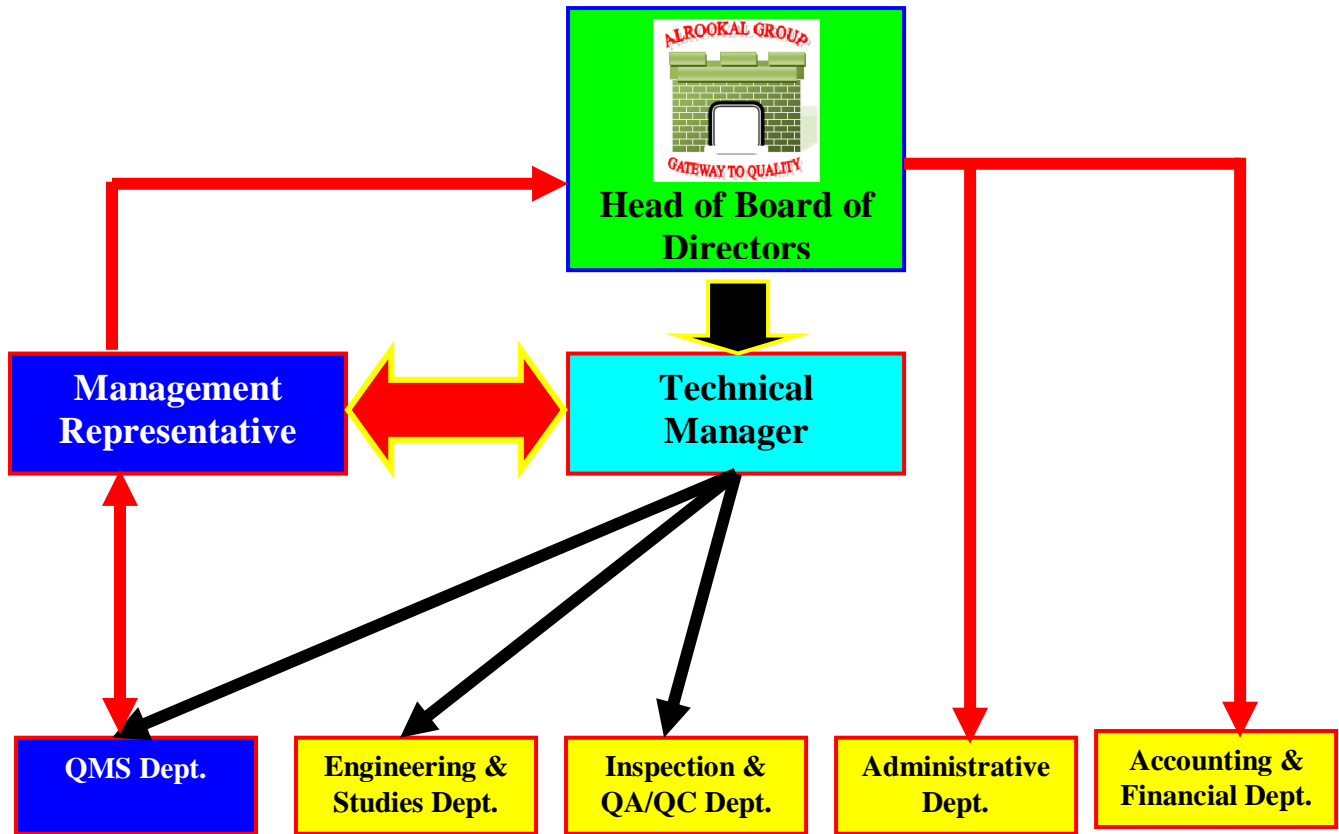 ALROOKAL GROUP
GATEWAY TO QUALITY
Head of Board of
Directors
Management
Representative
Technical
Manager
QMS Dept.
Engineering &
Studies Dept.
Inspection &
QA/QC Dept.
Administrative
Dept.
Accounting &
Financial Dept.